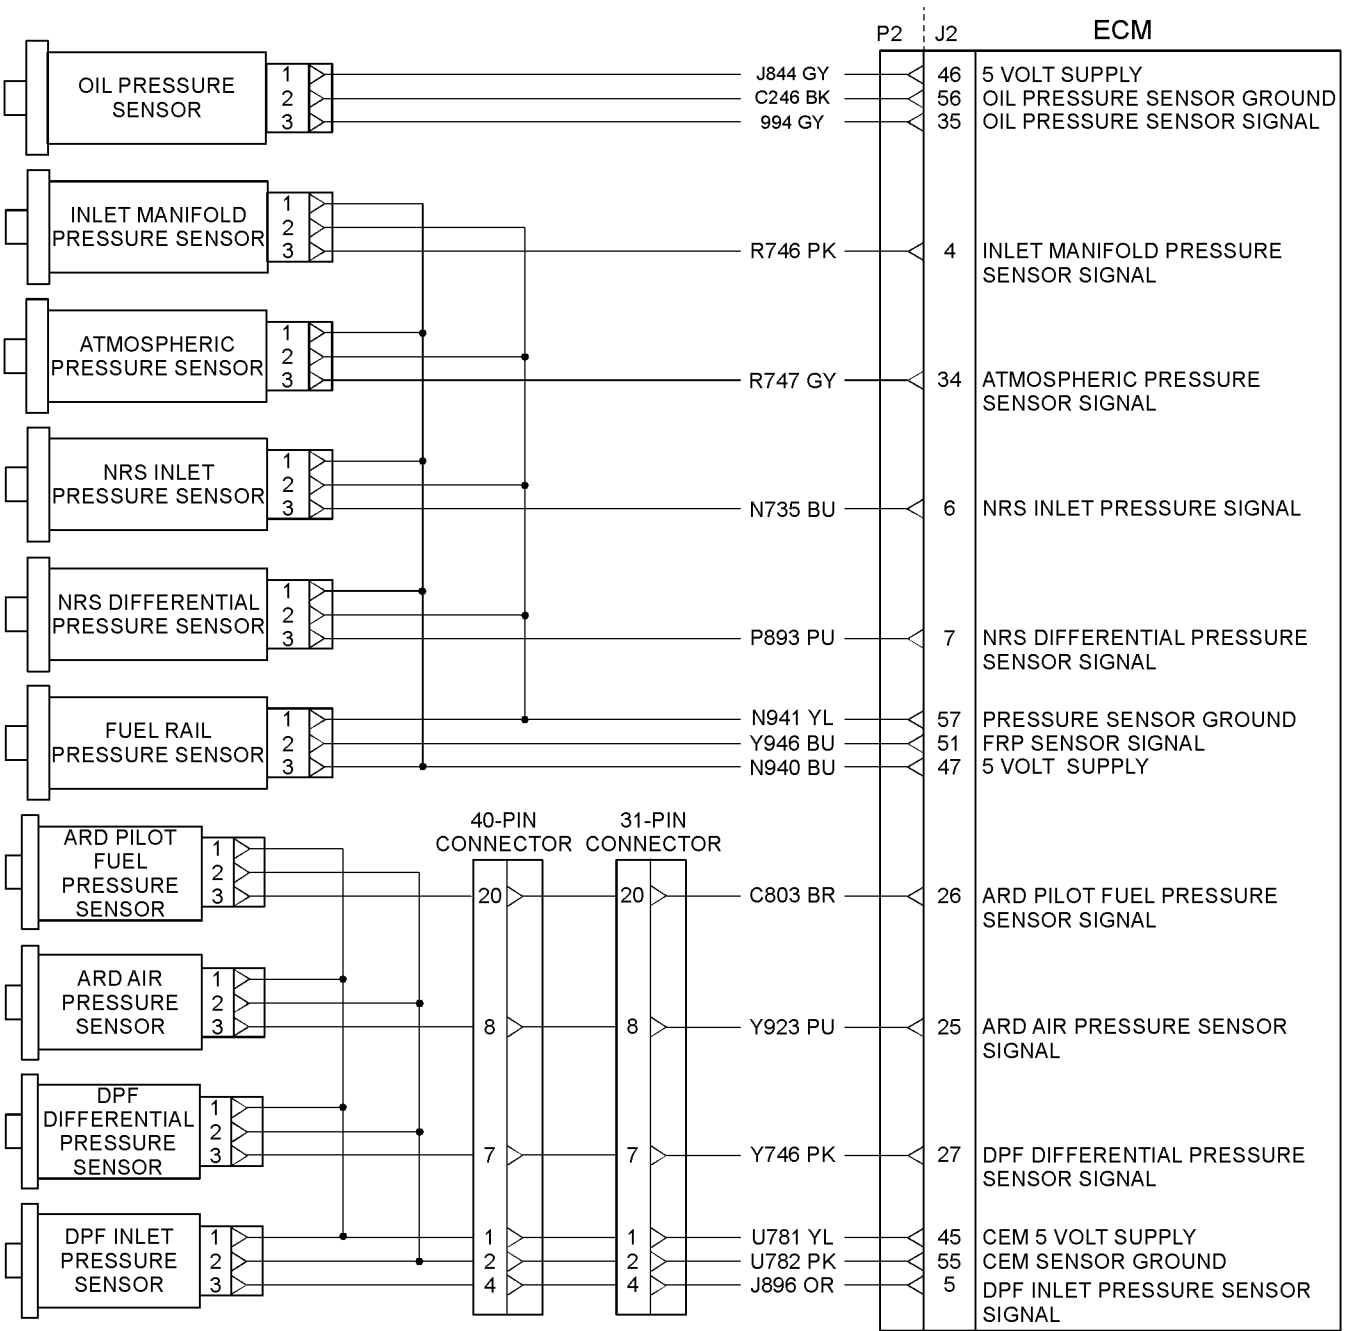 P2 J2 ECM
OIL PRESSURE
SENSOR
1 J844 GY 46 5 VOLT SUPPLY
2 C246 BK 56 OIL PRESSURE SENSOR GROUND
3 994 GY 35 OIL PRESSURE SENSOR SIGNAL
INLET MANIFOLD
PRESSURE SENSOR
1
2
3 R746 PK 4 INLET MANIFOLD PRESSURE
SENSOR SIGNAL
ATMOSPHERIC
PRESSURE SENSOR
1
2
3 R747 GY 34 ATMOSPHERIC PRESSURE
SENSOR SIGNAL
NRS INLET
PRESSURE SENSOR
1
2
3 N735 BU 6 NRS INLET PRESSURE SIGNAL
NRS DIFFERENTIAL
PRESSURE SENSOR
1
2
3 P893 PU 7 NRS DIFFERENTIAL PRESSURE
SENSOR SIGNAL
FUEL RAIL
PRESSURE SENSOR
1 N941 YL 57 PRESSURE SENSOR GROUND
2 Y946 BU 51 FRP SENSOR SIGNAL
3 N940 BU 47 5 VOLT SUPPLY
40-PIN
CONNECTOR
31-PIN
CONNECTOR
ARD PILOT
FUEL
PRESSURE
SENSOR
1
2
3 20 20 C803 BR 26 ARD PILOT FUEL PRESSURE
SENSOR SIGNAL
ARD AIR
PRESSURE
SENSOR
1
2
3 8 8 Y923 PU 25 ARD AIR PRESSURE SENSOR
SIGNAL
DPF
DIFFERENTIAL
PRESSURE
SENSOR
1
2
3 7 7 Y746 PK 27 DPF DIFFERENTIAL PRESSURE
SENSOR SIGNAL
DPF INLET
PRESSURE
SENSOR
1 1 1 U781 YL 45 CEM 5 VOLT SUPPLY
2 2 2 U782 PK 55 CEM SENSOR GROUND
3 4 4 J896 OR 5 DPF INLET PRESSURE SENSOR
SIGNAL